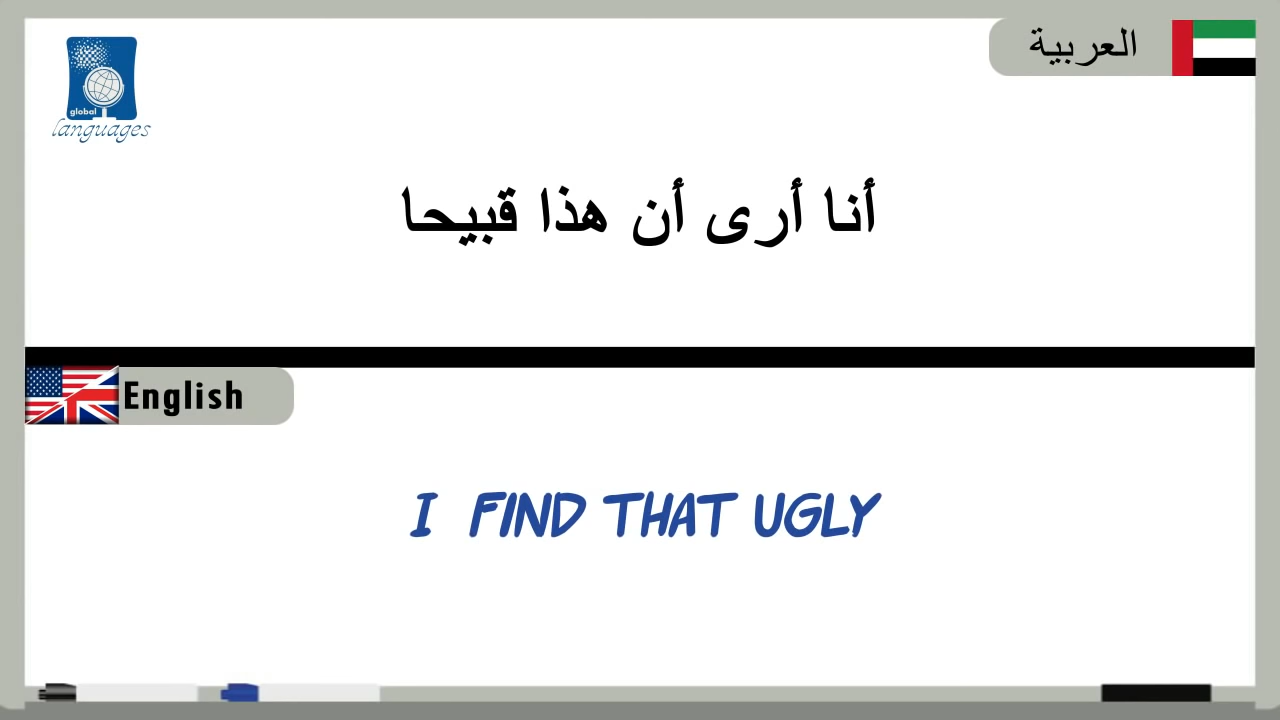 العربية
global
languages
أنا أرى أن هذا قبيحا
English
I FIND THAT UGLY